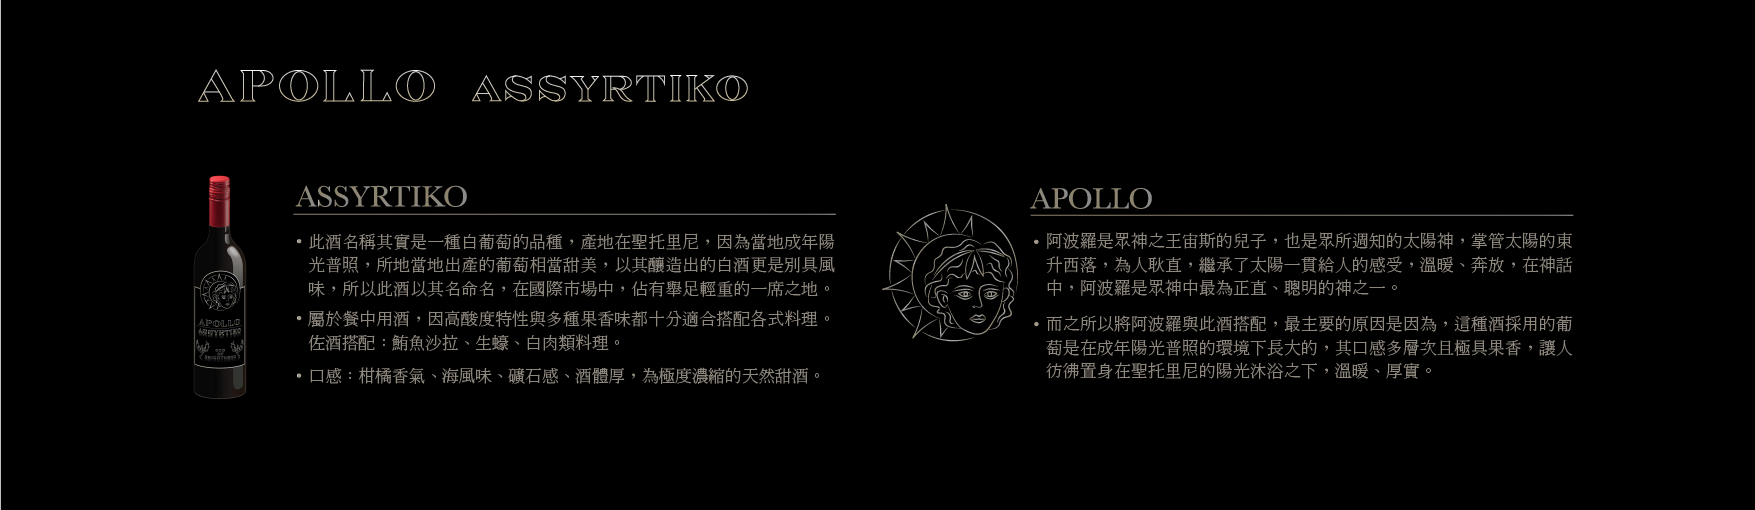 APOLLO ASSYRTIKO
ASSYRTIKO
• 此酒名稱其實是一種白葡萄的品種，產地在聖托里尼，因為當地成年陽
光普照，所地當地出產的葡萄相當甜美，以其釀造出的白酒更是別具風
味，所以此酒以其名命名，在國際市場中，佔有舉足輕重的一席之地。
• 屬於餐中用酒，因高酸度特性與多種果香味都十分適合搭配各式料理。
佐酒搭配：鮪魚沙拉、生蠔、白肉類料理。
• 口感：柑橘香氣、海風味、礦石感、酒體厚，為極度濃縮的天然甜酒。
APOLLO
ASSYRTIKO
APOLLO
• 阿波羅是眾神之王宙斯的兒子，也是眾所週知的太陽神，掌管太陽的東
升西落，為人耿直，繼承了太陽一貫給人的感受，溫暖、奔放，在神話
中，阿波羅是眾神中最為正直、聰明的神之一。
• 而之所以將阿波羅與此酒搭配，最主要的原因是因為，這種酒採用的葡
萄是在成年陽光普照的環境下長大的，其口感多層次且極具果香，讓人
彷彿置身在聖托里尼的陽光沐浴之下，溫暖、厚實。